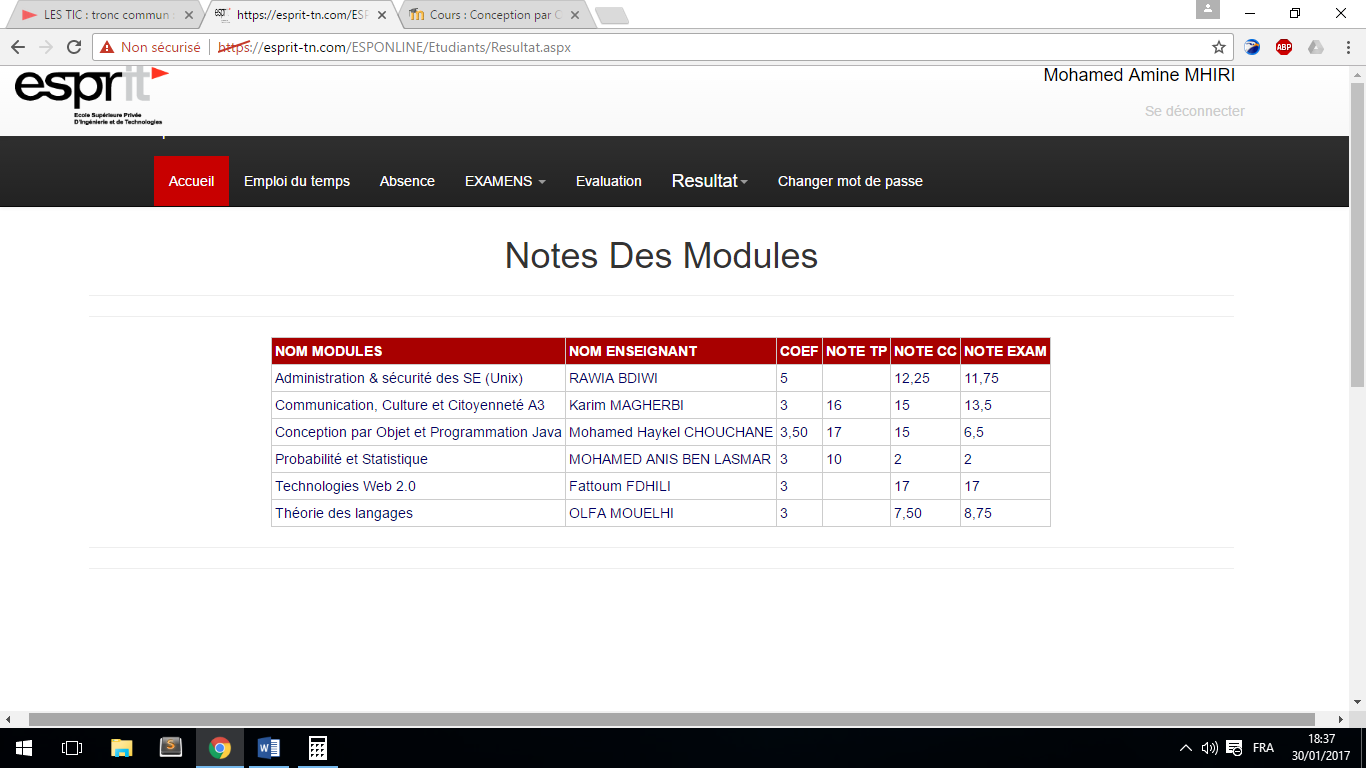 LES TIC : tronc commun
https://esprit-tn.com/ESP
Cours : Conception par O
Non sécurisé https://esprit-tn.com/ESPONLINE/Etudiants/Resultat.aspx
ABP
esprit
Ecole Supérieure Privée
D'Ingénierie et de Technologies
Mohamed Amine MHIRI
Se déconnecter
Accueil Emploi du temps Absence EXAMENS Evaluation Resultat Changer mot de passe
Notes Des Modules
NOM MODULES NOM ENSEIGNANT COEF NOTE TP NOTE CC NOTE EXAM
Administration & sécurité des SE (Unix) RAWIA BDIWI 5 12,25 11,75
Communication, Culture et Citoyenneté A3 Karim MAGHERBI 3 16 15 13,5
Conception par Objet et Programmation Java Mohamed Haykel CHOUCHANE 3,50 17 15 6,5
Probabilité et Statistique MOHAMED ANIS BEN LASMAR 3 10 2 2
Technologies Web 2.0 Fattoum FDHILI 3 17 17
Théorie des langages OLFA MOUELHI 3 7,50 8,75
FRA
18:37
30/01/2017